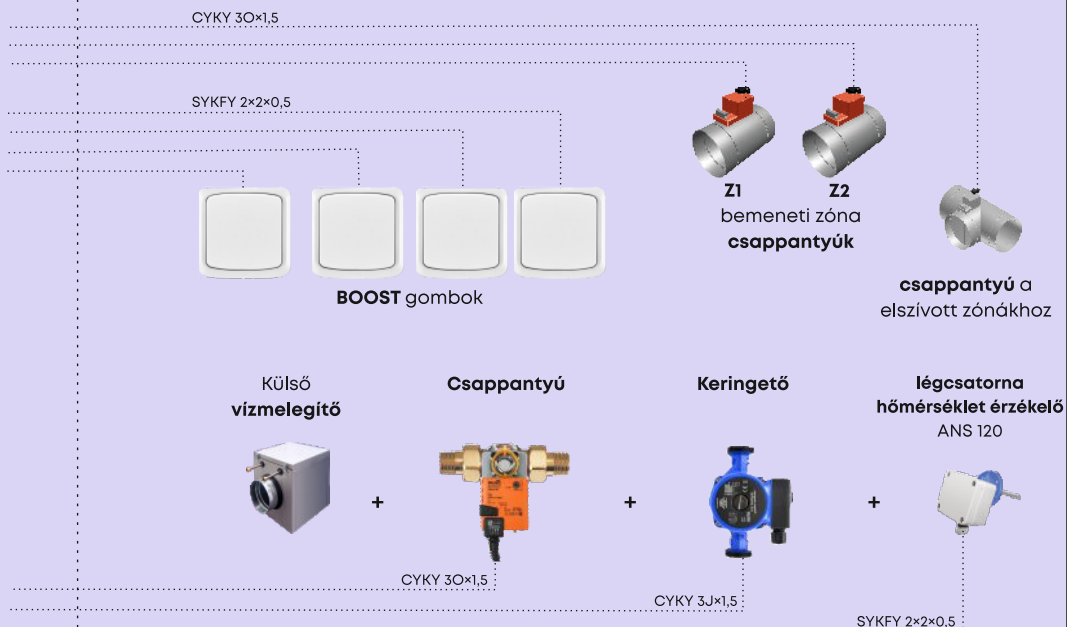 CYKY 3O×1,5
SYKFY 2×2×0,5
Z1
Z2
bemeneti zóna
csappantyúk
BOOST gombok
csappantyú a
elszívott zónákhoz
Külső
vízmelegítő
Csappantyú
Keringető
légcsatorna
hőmérséklet érzékelő
ANS 120
+
+
+
CYKY 3O×1,5
CYKY 3J×1,5
SYKFY 2×2×0,5